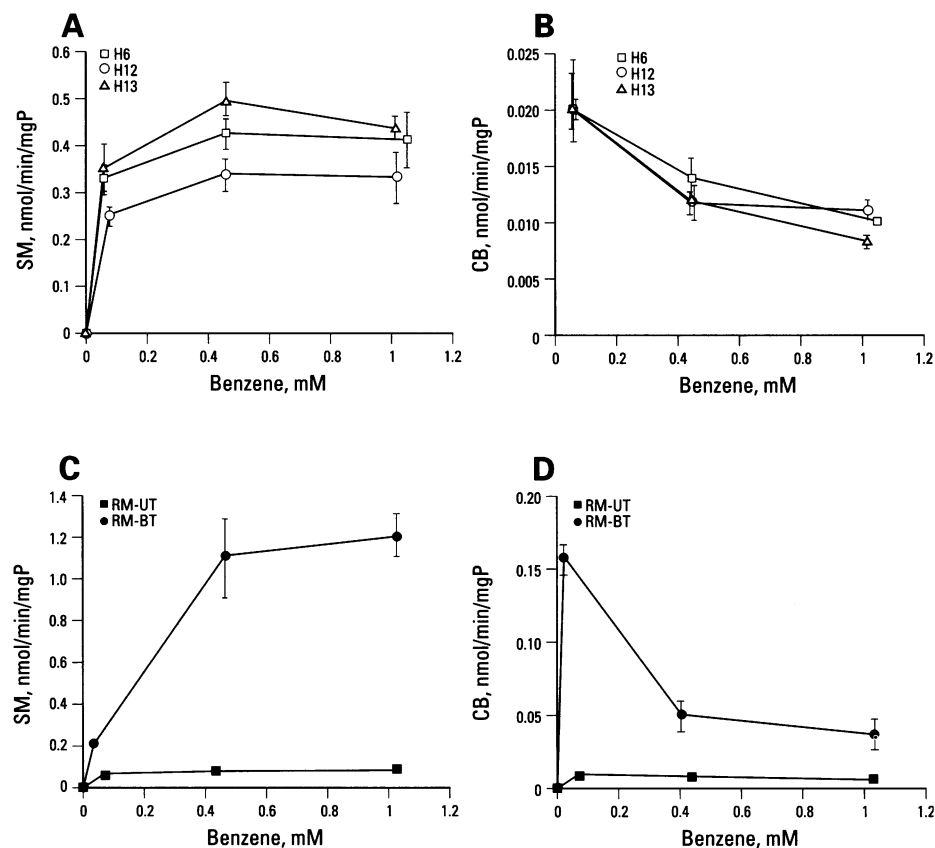 A
H6
H12
H13
0.6
0.5
0.4
0.3
0.2
0.1
0
SM, nmol/min/mgP
0 0.2 0.4 0.6 0.8 1 1.2
Benzene, mM
B
H6
H12
H13
0.025
0.020
0.015
0.010
0.005
0
CB, nmol/min/mgP
0 0.2 0.4 0.6 0.8 1 1.2
Benzene, mM
C
RM-UT
RM-BT
1.4
1.2
1.0
0.8
0.6
0.4
0.2
0
SM, nmol/min/mgP
0 0.2 0.4 0.6 0.8 1 1.2
Benzene, mM
D
RM-UT
RM-BT
0.20
0.15
0.10
0.05
0
CB, nmol/min/mgP
0 0.2 0.4 0.6 0.8 1 1.2
Benzene, mM